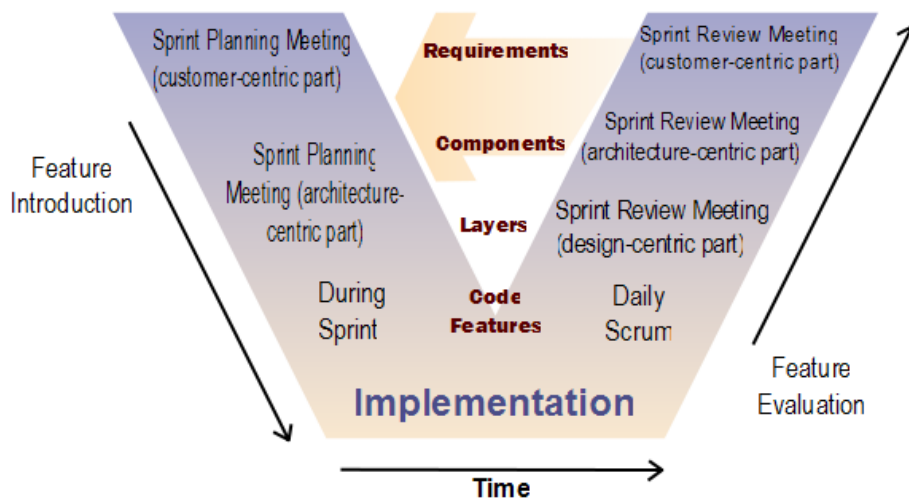 Sprint Planning Meeting
(customer-centric part)
Requirements
Sprint Review Meeting
(customer-centric part)
Components
Sprint Review Meeting
(architecture-centric part)
Feature
Introduction
Sprint Planning
Meeting (architecture-
centric part)
Layers
Sprint Review Meeting
(design-centric part)
During
Sprint
Code
Features
Daily
Scrum
Implementation
Feature
Evaluation
Time